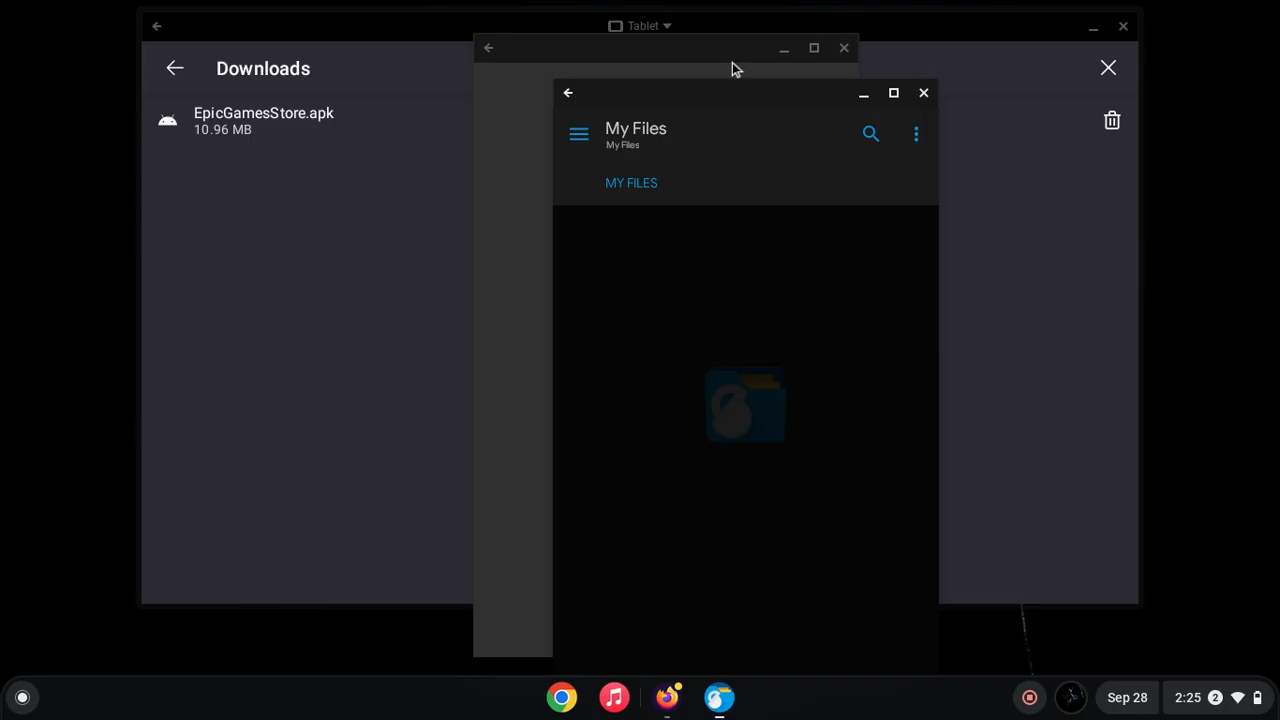 Tablet
Downloads
EpicGamesStore.apk
10.96 MB
My Files
My Files
MY FILES
Sep 28
2:25
2